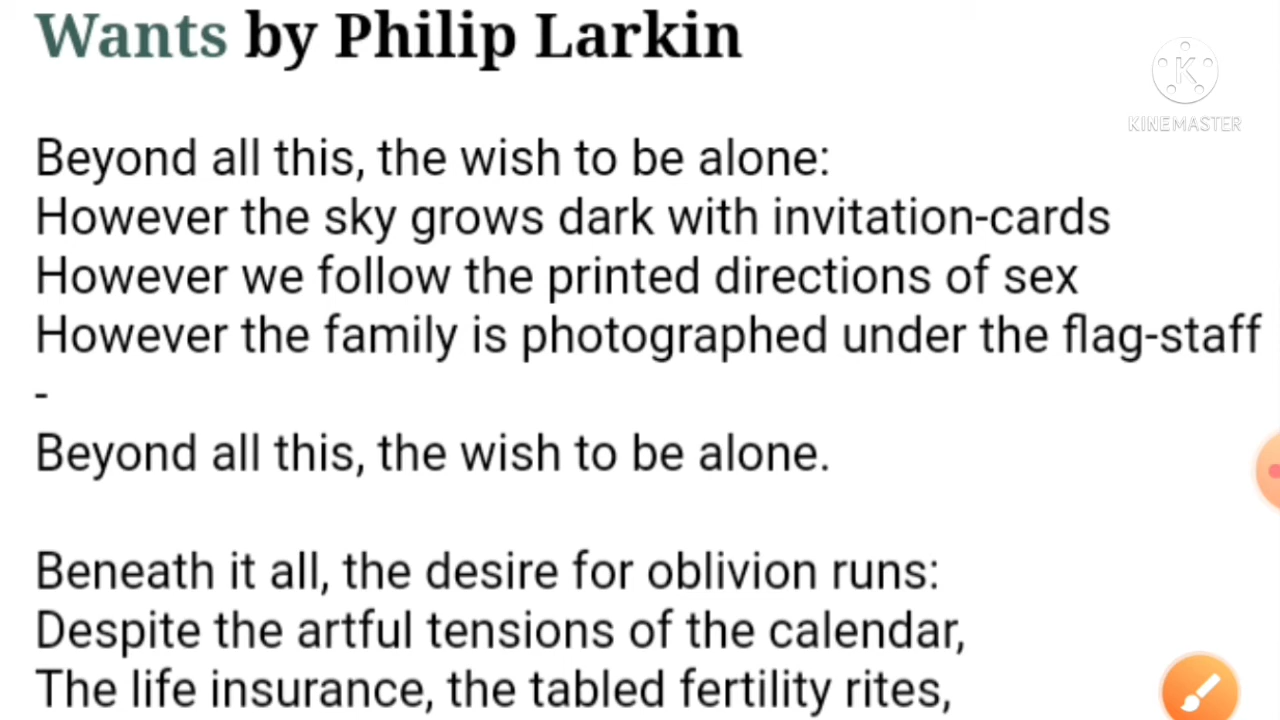 Wants by Philip Larkin
K
KINEMASTER
Beyond all this, the wish to be alone:
However the sky grows dark with invitation-cards
However we follow the printed directions of sex
However the family is photographed under the flag-staff
-
Beyond all this, the wish to be alone.
Beneath it all, the desire for oblivion runs:
Despite the artful tensions of the calendar,
The life insurance, the tabled fertility rites,